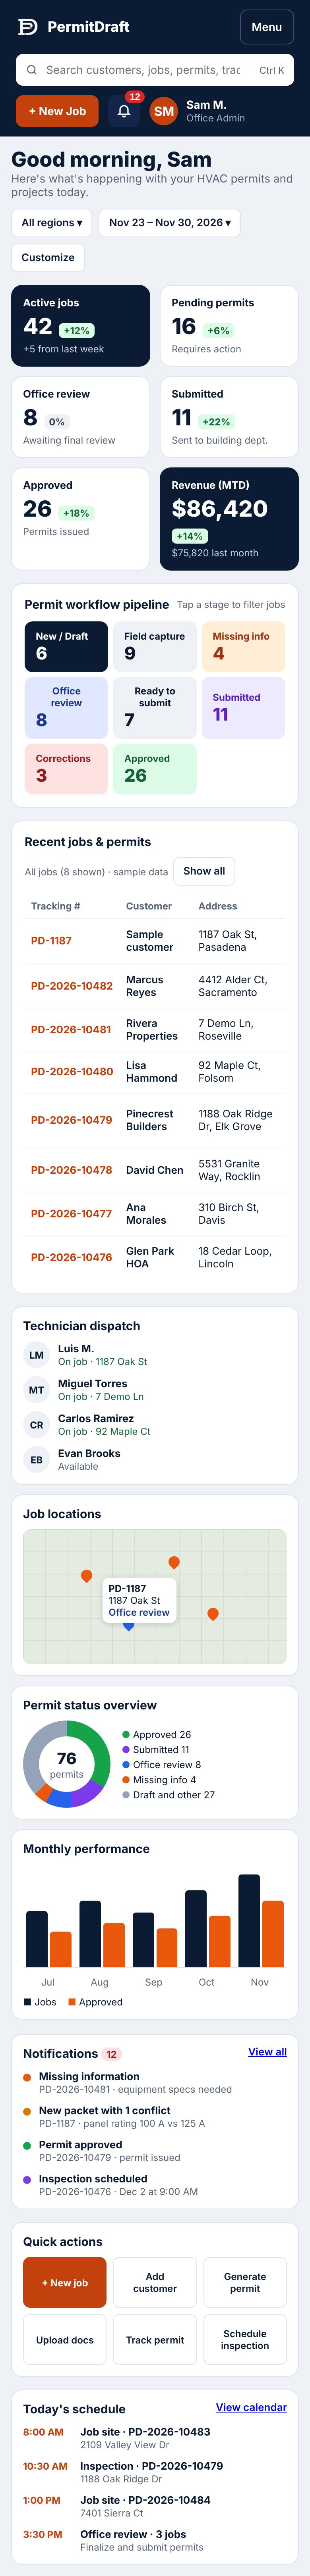 PermitDraft
Menu
Search customers, jobs, permits, trac
Ctrl K
+ New Job
12
SM
Sam M.
Office Admin
Good morning, Sam
Here's what's happening with your HVAC permits and
projects today.
All regions ▾
Nov 23 – Nov 30, 2026 ▾
Customize
Active jobs
42 +12%
+5 from last week
Pending permits
16 +6%
Requires action
Office review
8 0%
Awaiting final review
Submitted
11 +22%
Sent to building dept.
Approved
26 +18%
Permits issued
Revenue (MTD)
$86,420
+14%
$75,820 last month
Permit workflow pipeline
Tap a stage to filter jobs
New / Draft
6
Field capture
9
Missing info
4
Office
review
8
Ready to
submit
7
Submitted
11
Corrections
3
Approved
26
Recent jobs & permits
All jobs (8 shown) · sample data
Show all
Tracking # Customer Address
PD-1187
Sample
customer
1187 Oak St,
Pasadena
PD-2026-10482
Marcus
Reyes
4412 Alder Ct,
Sacramento
PD-2026-10481
Rivera
Properties
7 Demo Ln,
Roseville
PD-2026-10480
Lisa
Hammond
92 Maple Ct,
Folsom
PD-2026-10479
Pinecrest
Builders
1188 Oak Ridge
Dr, Elk Grove
PD-2026-10478
David Chen
5531 Granite
Way, Rocklin
PD-2026-10477
Ana
Morales
310 Birch St,
Davis
PD-2026-10476
Glen Park
HOA
18 Cedar Loop,
Lincoln
Technician dispatch
LM
Luis M.
On job · 1187 Oak St
MT
Miguel Torres
On job · 7 Demo Ln
CR
Carlos Ramirez
On job · 92 Maple Ct
EB
Evan Brooks
Available
Job locations
PD-1187
1187 Oak St
Office review
Permit status overview
76
permits
Approved 26
Submitted 11
Office review 8
Missing info 4
Draft and other 27
Monthly performance
Jul Aug Sep Oct Nov
Jobs Approved
Notifications 12
View all
Missing information
PD-2026-10481 · equipment specs needed
New packet with 1 conflict
PD-1187 · panel rating 100 A vs 125 A
Permit approved
PD-2026-10479 · permit issued
Inspection scheduled
PD-2026-10476 · Dec 2 at 9:00 AM
Quick actions
+ New job
Add
customer
Generate
permit
Upload docs
Track permit
Schedule
inspection
Today's schedule
View calendar
8:00 AM
Job site · PD-2026-10483
2109 Valley View Dr
10:30 AM
Inspection · PD-2026-10479
1188 Oak Ridge Dr
1:00 PM
Job site · PD-2026-10484
7401 Sierra Ct
3:30 PM
Office review · 3 jobs
Finalize and submit permits